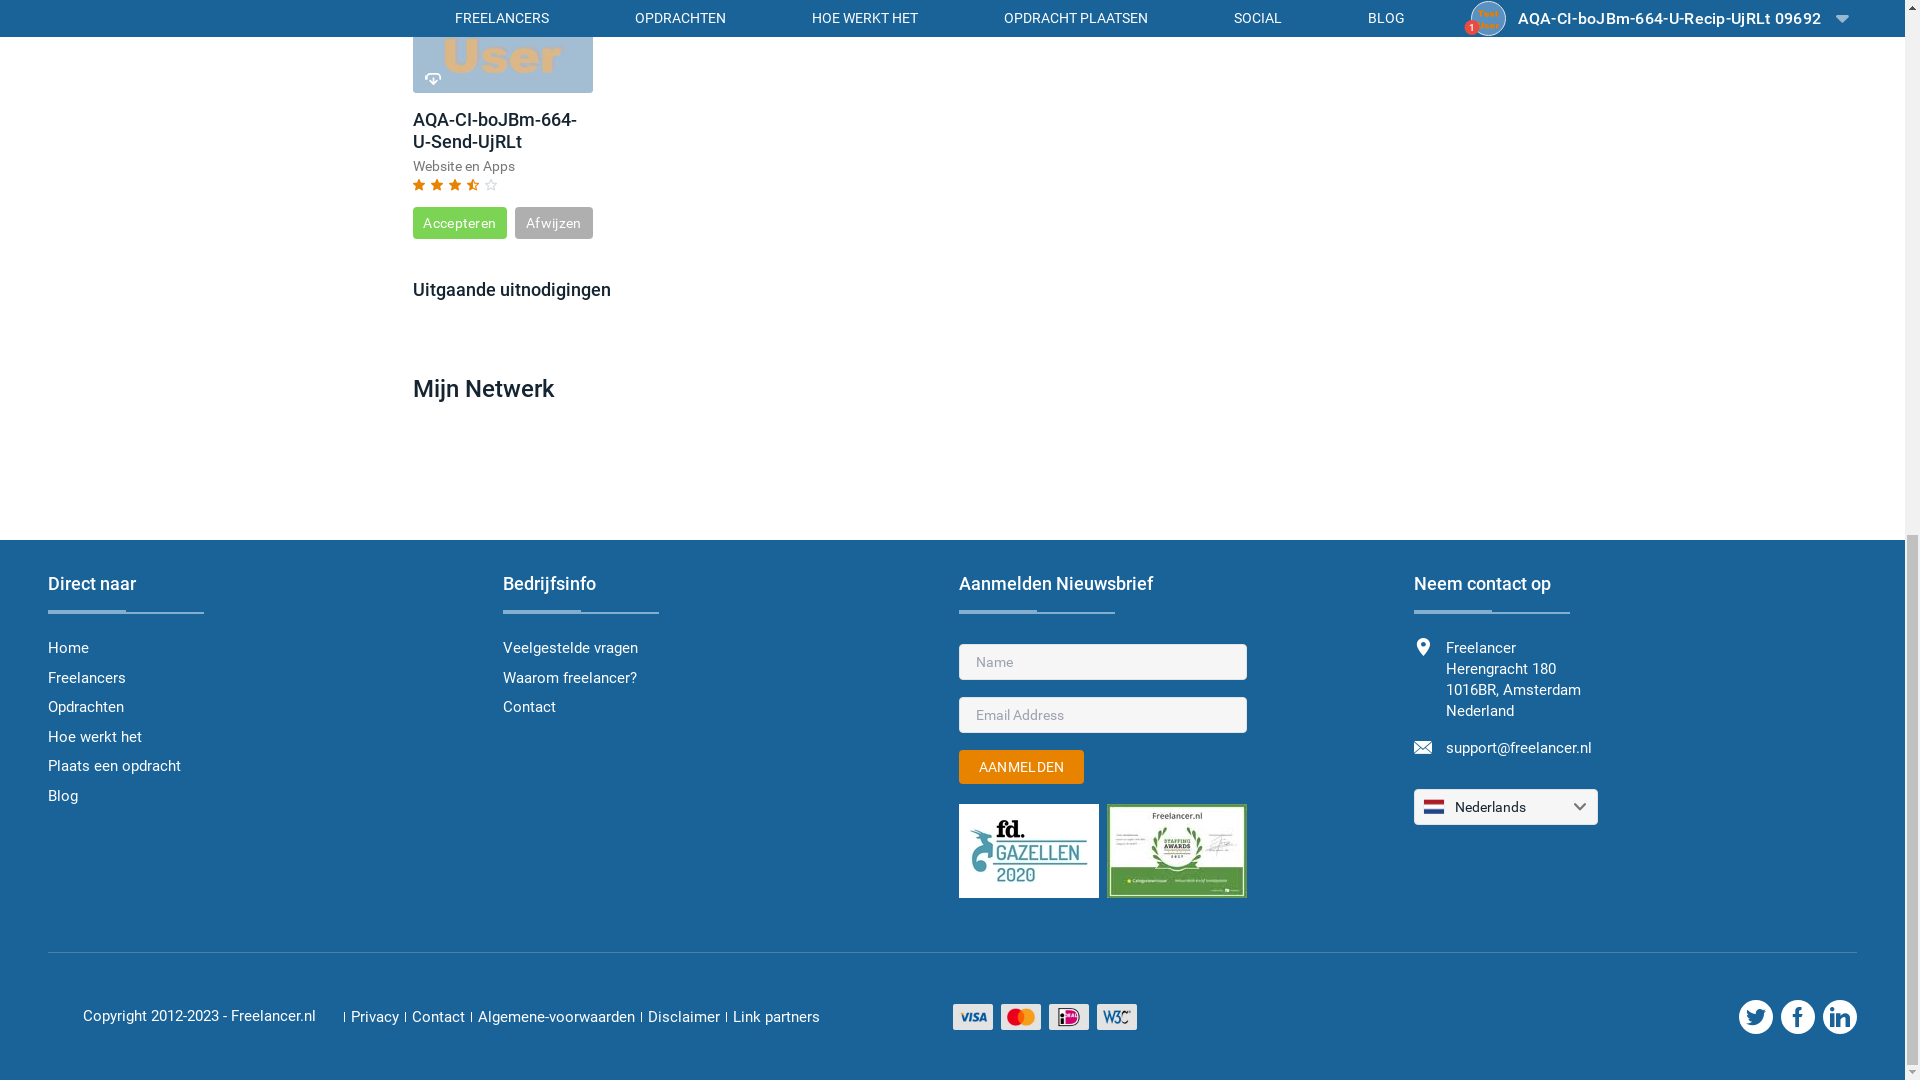 FREELANCERS OPDRACHTEN HOE WERKT HET OPDRACHT PLAATSEN SOCIAL BLOG
1 AQA-CI-boJBm-664-U-Recip-UjRLt 09692
User
AQA-CI-boJBm-664-
U-Send-UjRLt
Website en Apps
Accepteren Afwijzen
Uitgaande uitnodigingen
Mijn Netwerk
Direct naar
Home
Freelancers
Opdrachten
Hoe werkt het
Plaats een opdracht
Blog
Bedrijfsinfo
Veelgestelde vragen
Waarom freelancer?
Contact
Aanmelden Nieuwsbrief
Name
Email Address
AANMELDEN
fd.
GAZELLEN
2020
Freelancer.nl
STAFFING
AWARDS
2017
Neem contact op
Freelancer
Herengracht 180
1016BR, Amsterdam
Nederland
support@freelancer.nl
Nederlands
Copyright 2012-2023 - Freelancer.nl
Privacy Contact Algemene-voorwaarden Disclaimer Link partners
VISA
iDEAL
W3C